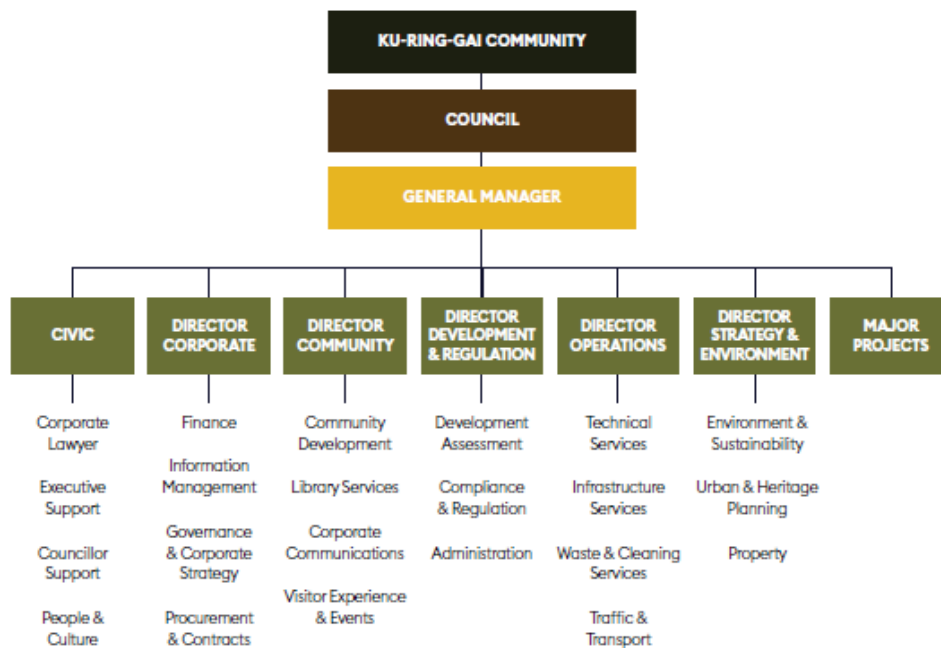 KU-RING-GAI COMMUNITY
COUNCIL
GENERAL MANAGER
CIVIC
Corporate
Lawyer
Executive
Support
Councillor
Support
People &
Culture
DIRECTOR
CORPORATE
Finance
Information
Management
Governance
& Corporate
Strategy
Procurement
& Contracts
DIRECTOR
COMMUNITY
Community
Development
Library Services
Corporate
Communications
Visitor Experience
& Events
DIRECTOR
DEVELOPMENT
& REGULATION
Development
Assessment
Compliance
& Regulation
Administration
DIRECTOR
OPERATIONS
Technical
Services
Infrastructure
Services
Waste & Cleaning
Services
Traffic &
Transport
DIRECTOR
STRATEGY &
ENVIRONMENT
Environment &
Sustainability
Urban & Heritage
Planning
Property
MAJOR
PROJECTS